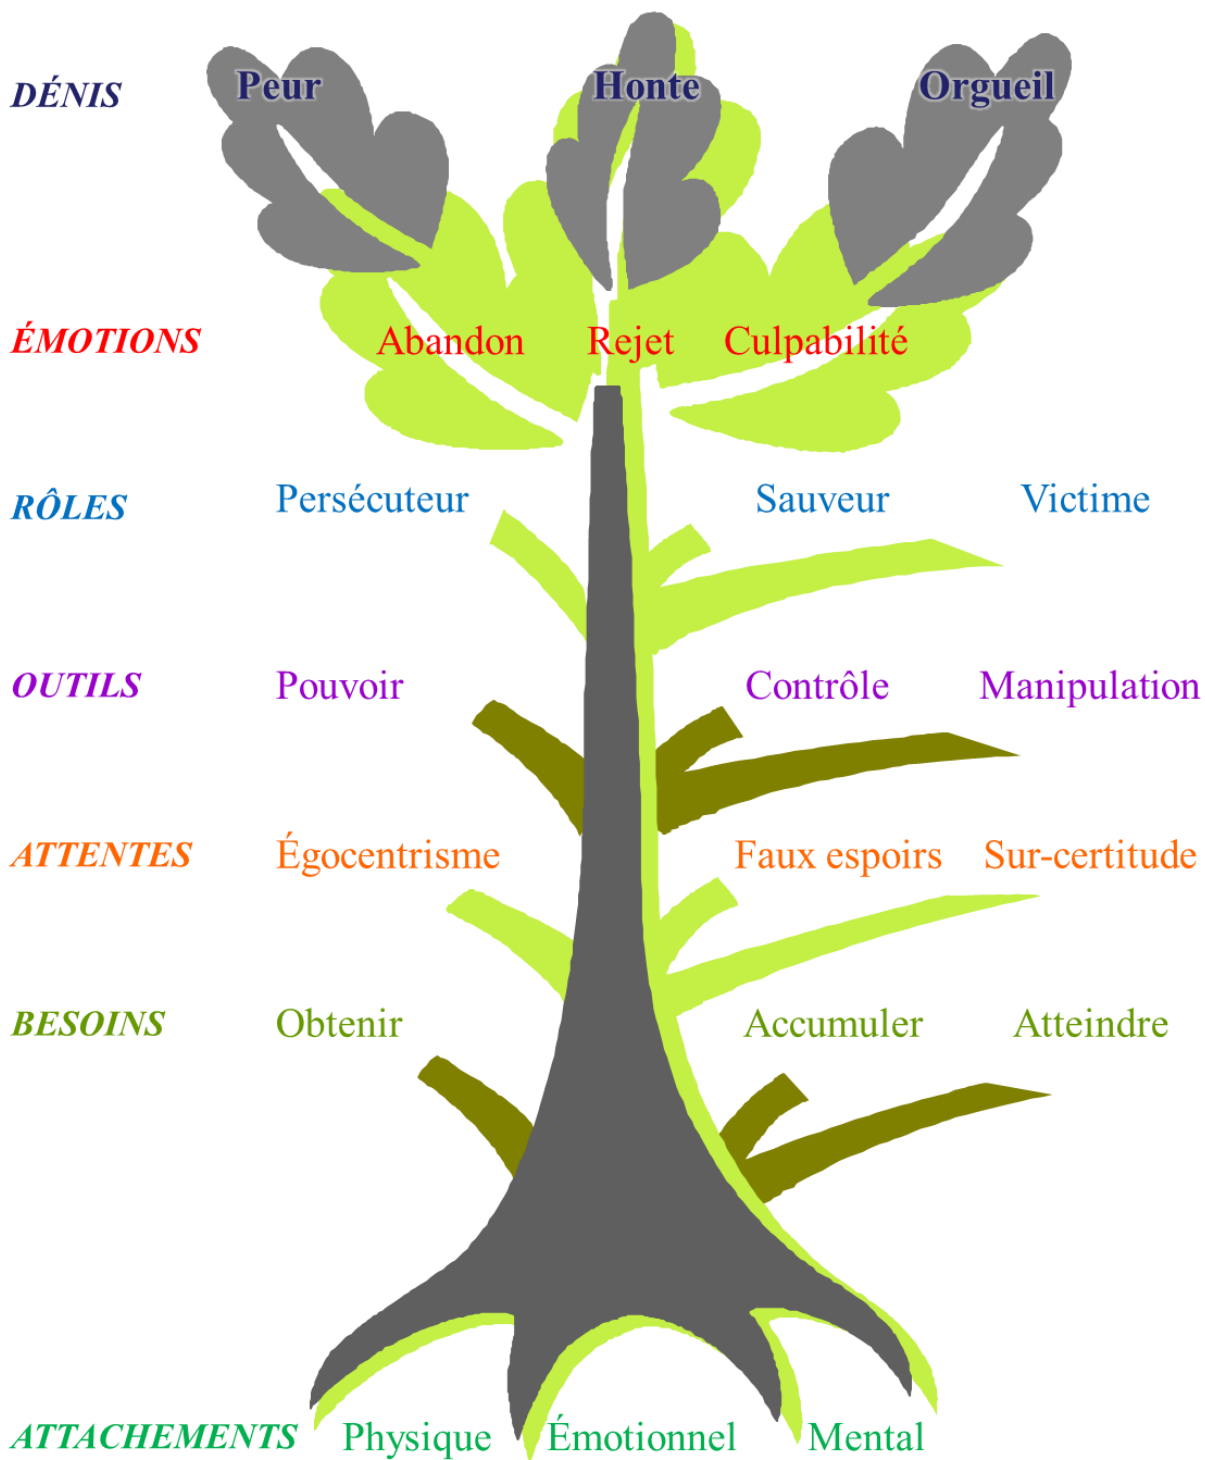 DÉNIS Peur Honte Orgueil
ÉMOTIONS Abandon Rejet Culpabilité
RÔLES Persécuteur Sauveur Victime
OUTILS Pouvoir Contrôle Manipulation
ATTENTES Égocentrisme Faux espoirs Sur-certitude
BESOINS Obtenir Accumuler Atteindre
ATTACHEMENTS Physique Émotionnel Mental